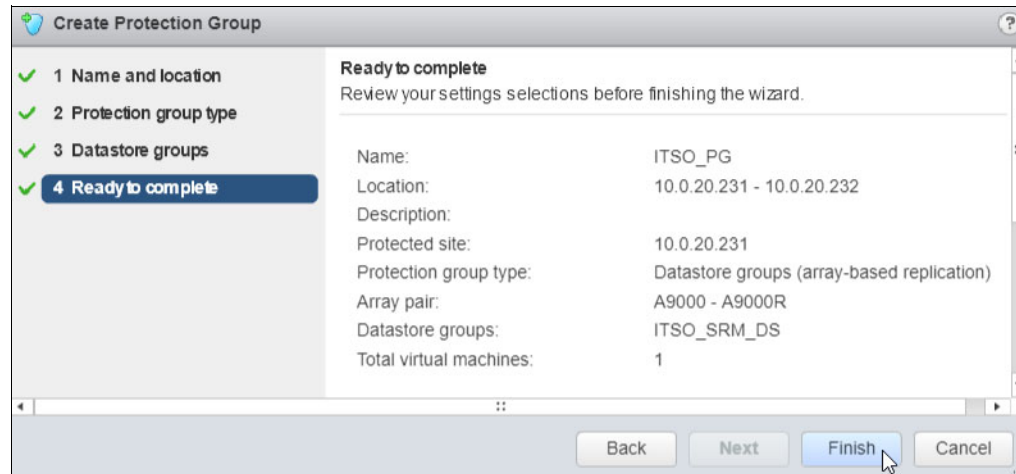 Create Protection Group
?
1 Name and location
2 Protection group type
3 Datastore groups
4 Ready to complete
Ready to complete
Review your settings selections before finishing the wizard.
Name: ITSO_PG
Location: 10.0.20.231 - 10.0.20.232
Description:
Protected site: 10.0.20.231
Protection group type: Datastore groups (array-based replication)
Array pair: A9000 - A9000R
Datastore groups: ITSO_SRM_DS
Total virtual machines: 1
Back Next Finish Cancel